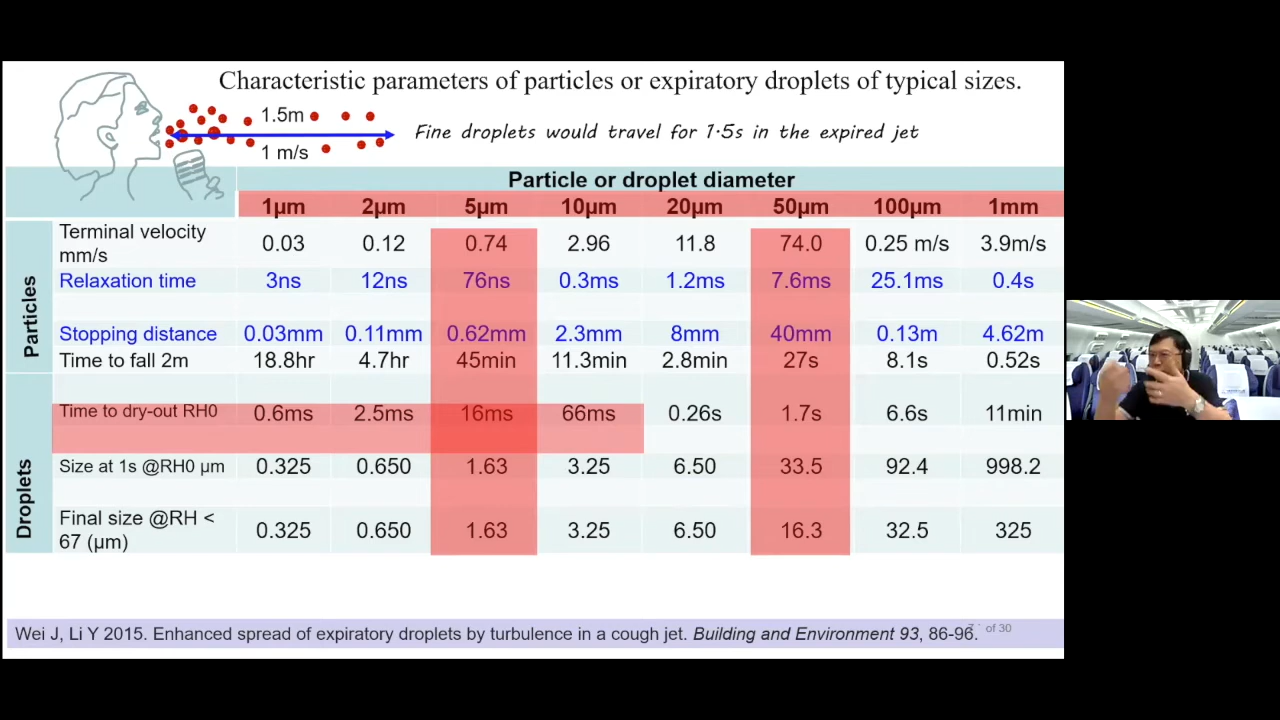 Characteristic parameters of particles or expiratory droplets of typical sizes.
1.5m
Fine droplets would travel for 1.5s in the expired jet
1 m/s
Particle or droplet diameter
1µm 2µm 5µm 10µm 20µm 50µm 100µm 1mm
Particles
Terminal velocity mm/s 0.03 0.12 0.74 2.96 11.8 74.0 0.25 m/s 3.9m/s
Relaxation time 3ns 12ns 76ns 0.3ms 1.2ms 7.6ms 25.1ms 0.4s
Stopping distance 0.03mm 0.11mm 0.62mm 2.3mm 8mm 40mm 0.13m 4.62m
Time to fall 2m 18.8hr 4.7hr 45min 11.3min 2.8min 27s 8.1s 0.52s
Droplets
Time to dry-out RH0 0.6ms 2.5ms 16ms 66ms 0.26s 1.7s 6.6s 11min
Size at 1s @RH0 µm 0.325 0.650 1.63 3.25 6.50 33.5 92.4 998.2
Final size @RH < 67 (µm) 0.325 0.650 1.63 3.25 6.50 16.3 32.5 325
Wei J, Li Y 2015. Enhanced spread of expiratory droplets by turbulence in a cough jet. Building and Environment 93, 86-96.
of 30